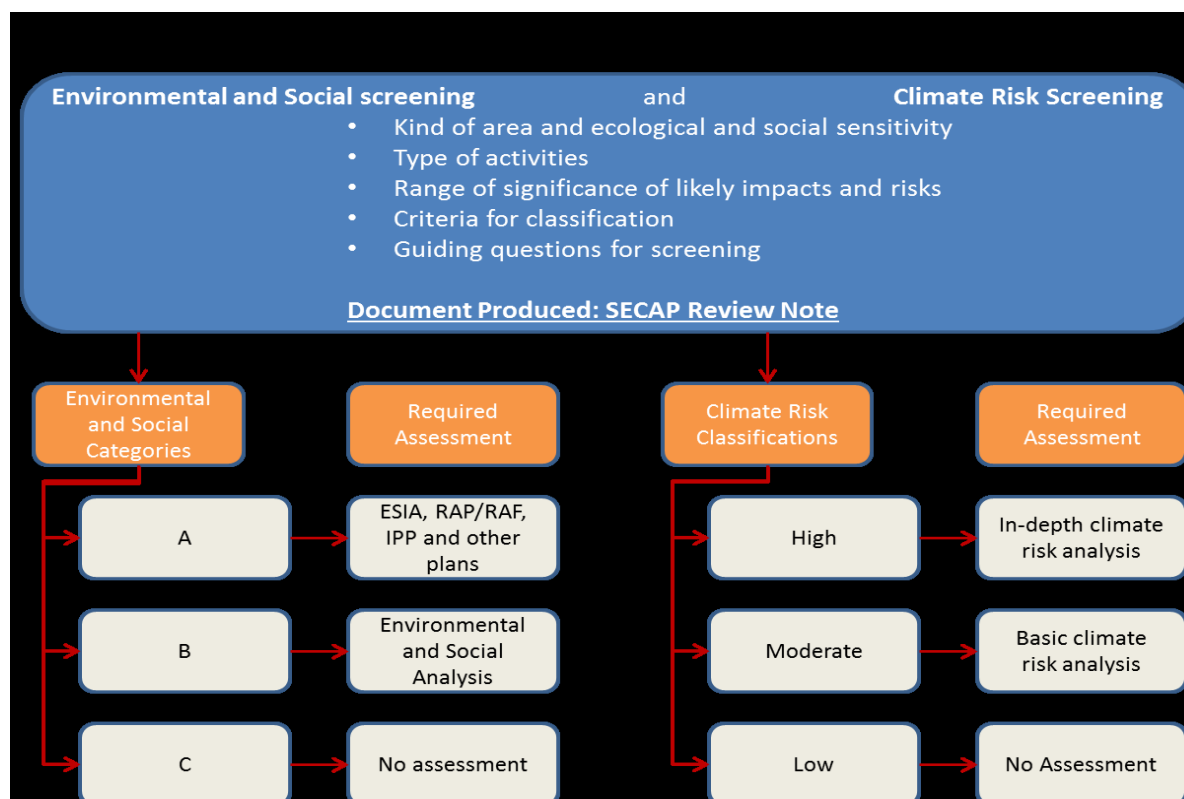 Environmental and Social screening and Climate Risk Screening
• Kind of area and ecological and social sensitivity
• Type of activities
• Range of significance of likely impacts and risks
• Criteria for classification
• Guiding questions for screening
Document Produced: SECAP Review Note
Environmental
and Social
Categories
Required
Assessment
Climate Risk
Classifications
Required
Assessment
A
ESIA, RAP/RAF,
IPP and other
plans
High
In-depth climate
risk analysis
B
Environmental
and Social
Analysis
Moderate
Basic climate
risk analysis
C
No assessment
Low
No Assessment